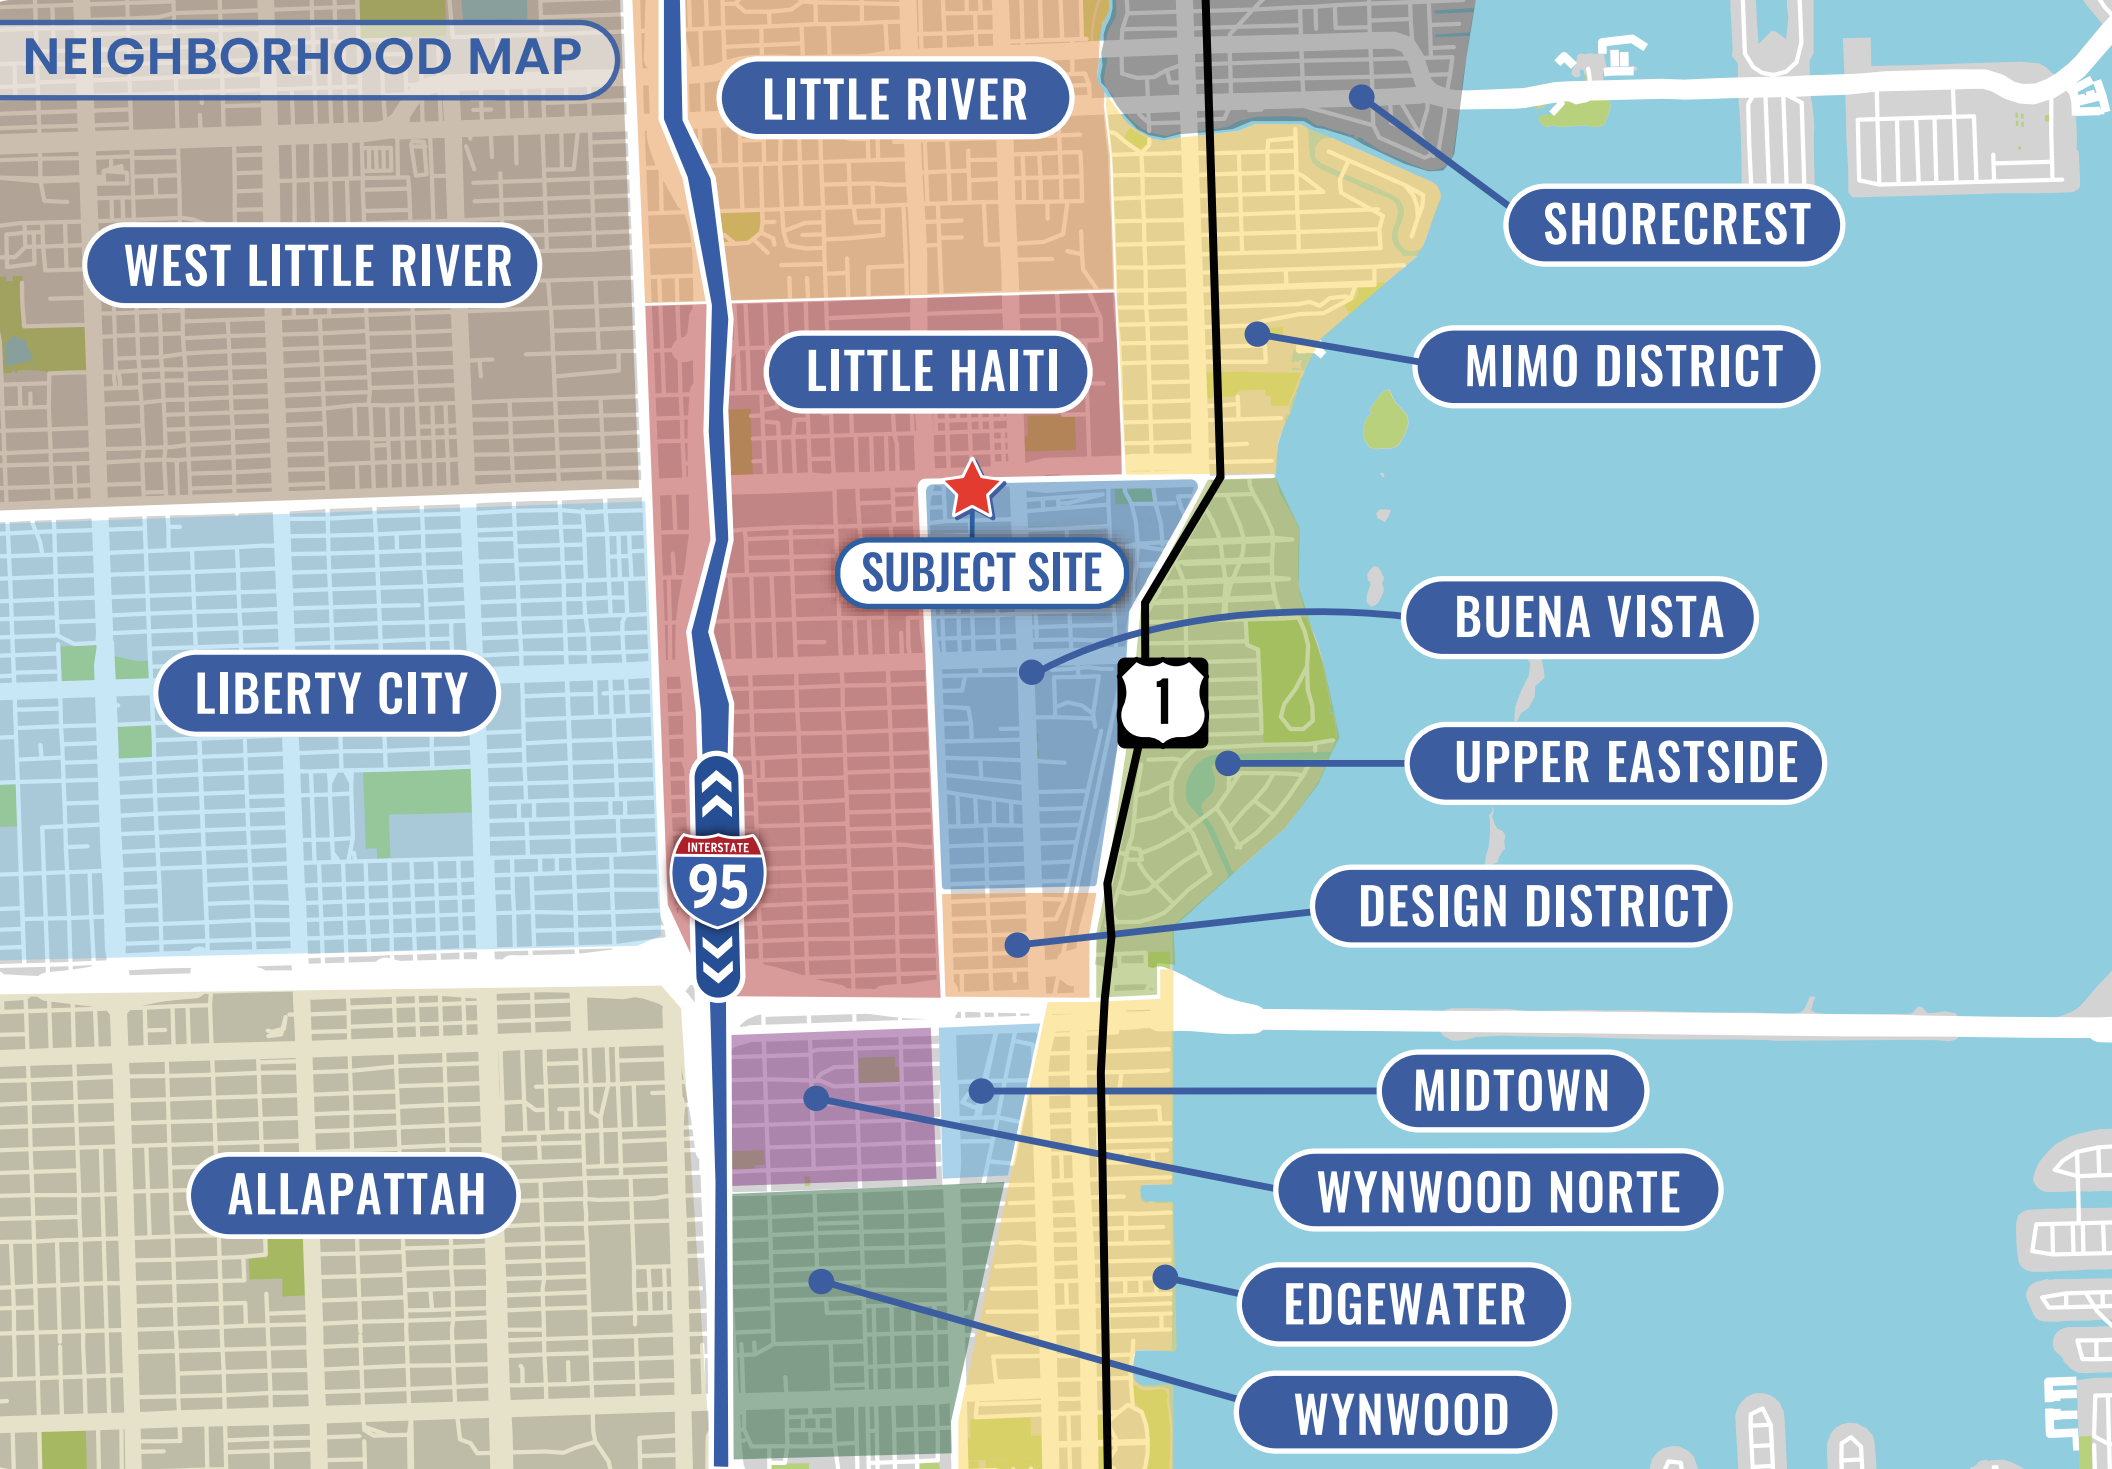 NEIGHBORHOOD MAP
LITTLE RIVER
SHORECREST
WEST LITTLE RIVER
LITTLE HAITI
MIMO DISTRICT
SUBJECT SITE
BUENA VISTA
LIBERTY CITY
1
UPPER EASTSIDE
INTERSTATE
95
DESIGN DISTRICT
MIDTOWN
ALLAPATTAH
WYNWOOD NORTE
EDGEWATER
WYNWOOD